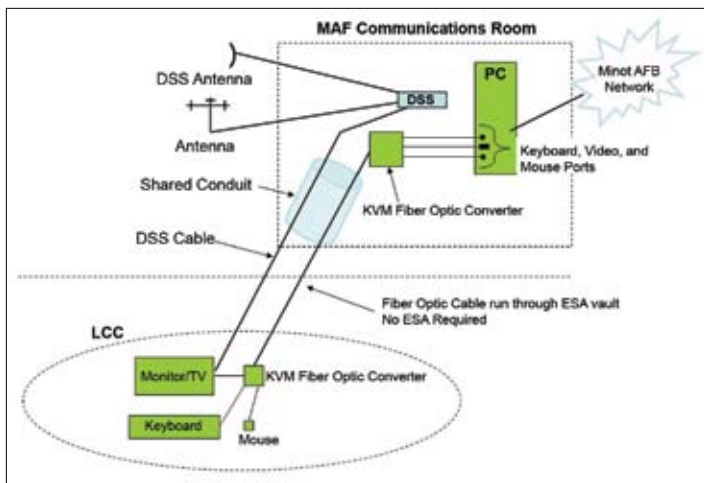 MAF Communications Room
DSS Antenna
Antenna
DSS
PC
Minot AFB
Network
Keyboard, Video, and
Mouse Ports
Shared Conduit
KVM Fiber Optic Converter
DSS Cable
Fiber Optic Cable run through ESA vault
No ESA Required
LCC
Monitor/TV
KVM Fiber Optic Converter
Keyboard
Mouse